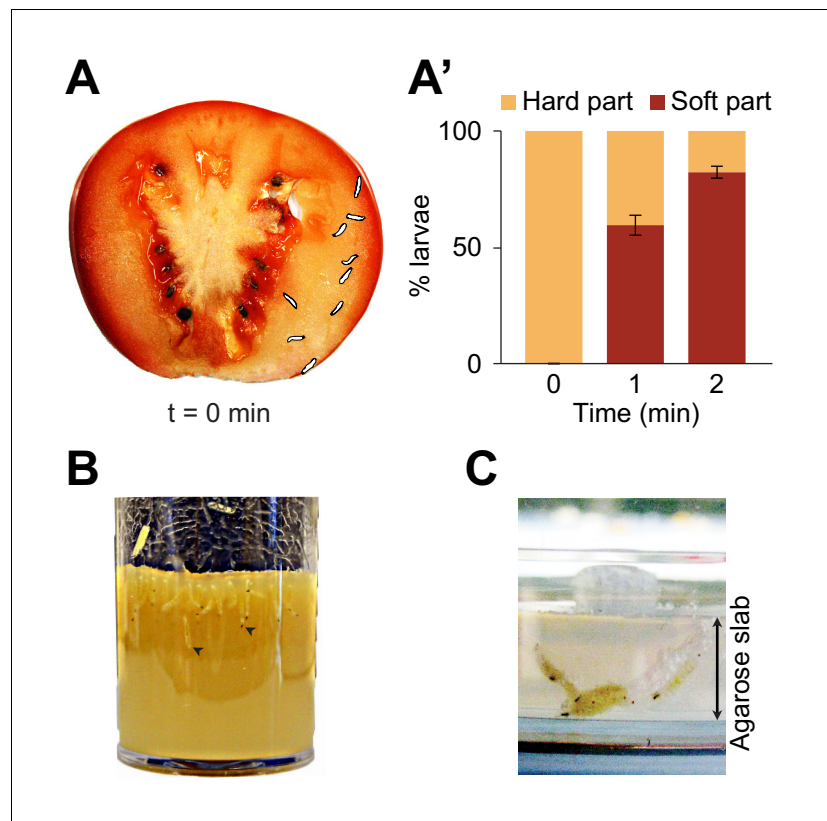 A
A'
Hard part Soft part
100
50
0
% larvae
0 1 2
Time (min)
t = 0 min
B
C
Agarose slab